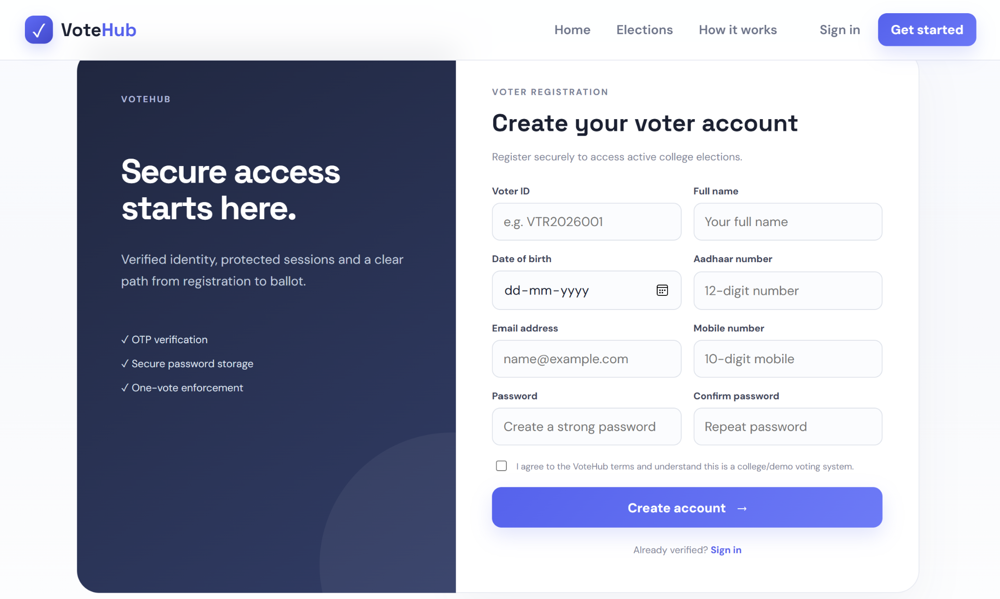 ✓ VoteHub
Home Elections How it works Sign in Get started
VOTEHUB
Secure access
starts here.
Verified identity, protected sessions and a clear
path from registration to ballot.
✓ OTP verification
✓ Secure password storage
✓ One-vote enforcement
VOTER REGISTRATION
Create your voter account
Register securely to access active college elections.
Voter ID Full name
e.g. VTR2026001 Your full name
Date of birth Aadhaar number
dd-mm-yyyy 12-digit number
Email address Mobile number
name@example.com 10-digit mobile
Password Confirm password
Create a strong password Repeat password
I agree to the VoteHub terms and understand this is a college/demo voting system.
Create account →
Already verified? Sign in